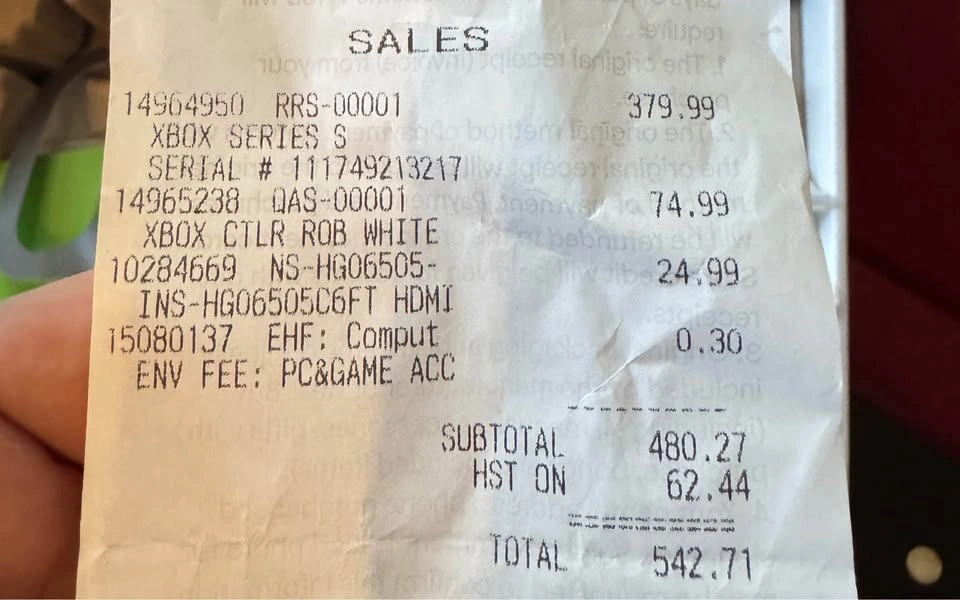 SALES
14964950 RRS-00001 379.99
XBOX SERIES S
SERIAL # 111749213217
14965238 QAS-00001 74.99
XBOX CTLR ROB WHITE
10284669 NS-HG06505- 24.99
INS-HG06505C6FT HDMI
15080137 EHF: Comput 0.30
ENV FEE: PC&GAME ACC
SUBTOTAL 480.27
HST ON 62.44
TOTAL 542.71